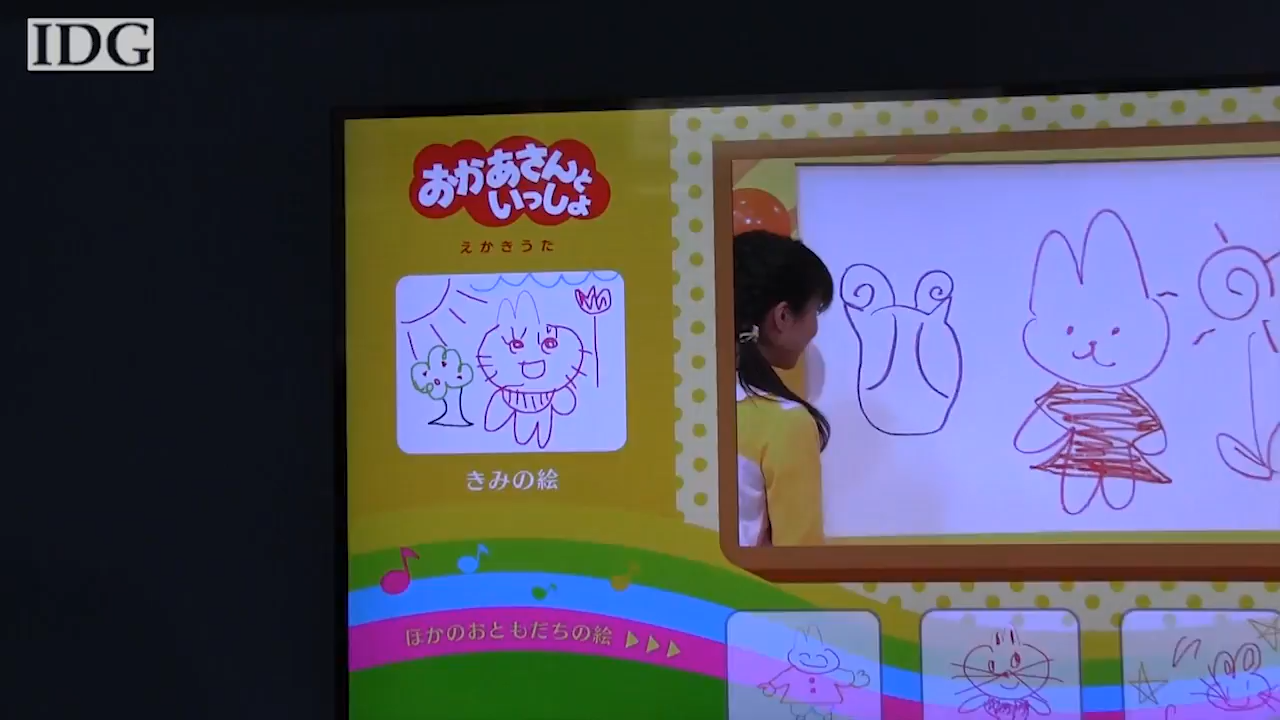 IDG
おかあさんと
いっしょ
えかきうた
きみの絵
ほかのおともだちの絵